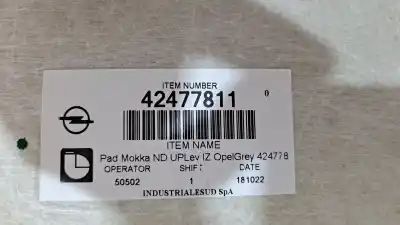 ITEM NUMBER
42477811 0
ITEM NAME
Pad Mokka ND UPLev IZ OpelGrey 424778
OPERATOR SHIFT DATE
50502 1 181022
INDUSTRIALESUD SpA